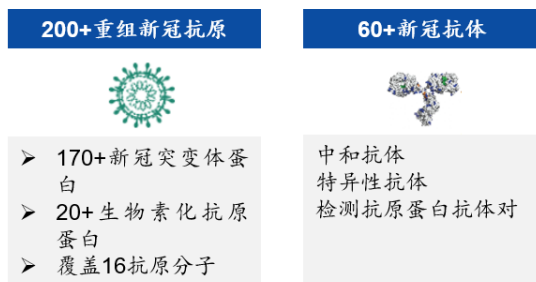 200+重组新冠抗原
➢ 170+新冠突变体蛋
白
➢ 20+生物素化抗原
蛋白
➢ 覆盖16抗原分子
60+新冠抗体
中和抗体
特异性抗体
检测抗原蛋白抗体对